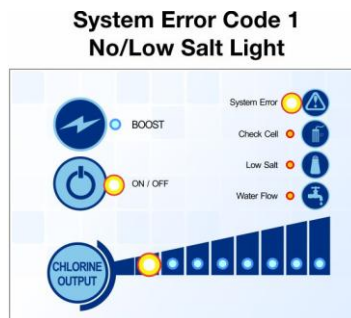 System Error Code 1
No/Low Salt Light
System Error
BOOST
Check Cell
Low Salt
ON / OFF
Water Flow
CHLORINE
OUTPUT